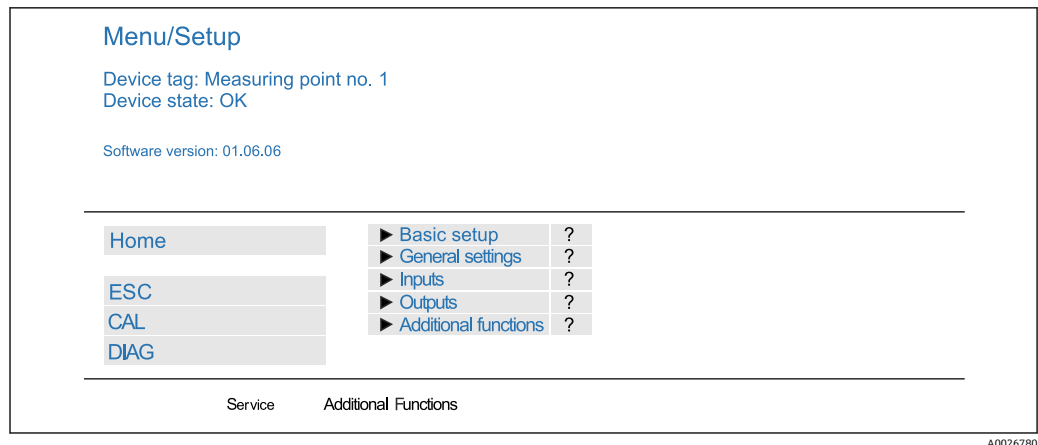 Menu/Setup
Device tag: Measuring point no. 1
Device state: OK
Software version: 01.06.06
Home
ESC
CAL
DIAG
► Basic setup ?
► General settings ?
► Inputs ?
► Outputs ?
► Additional functions ?
Service Additional Functions
A0026780